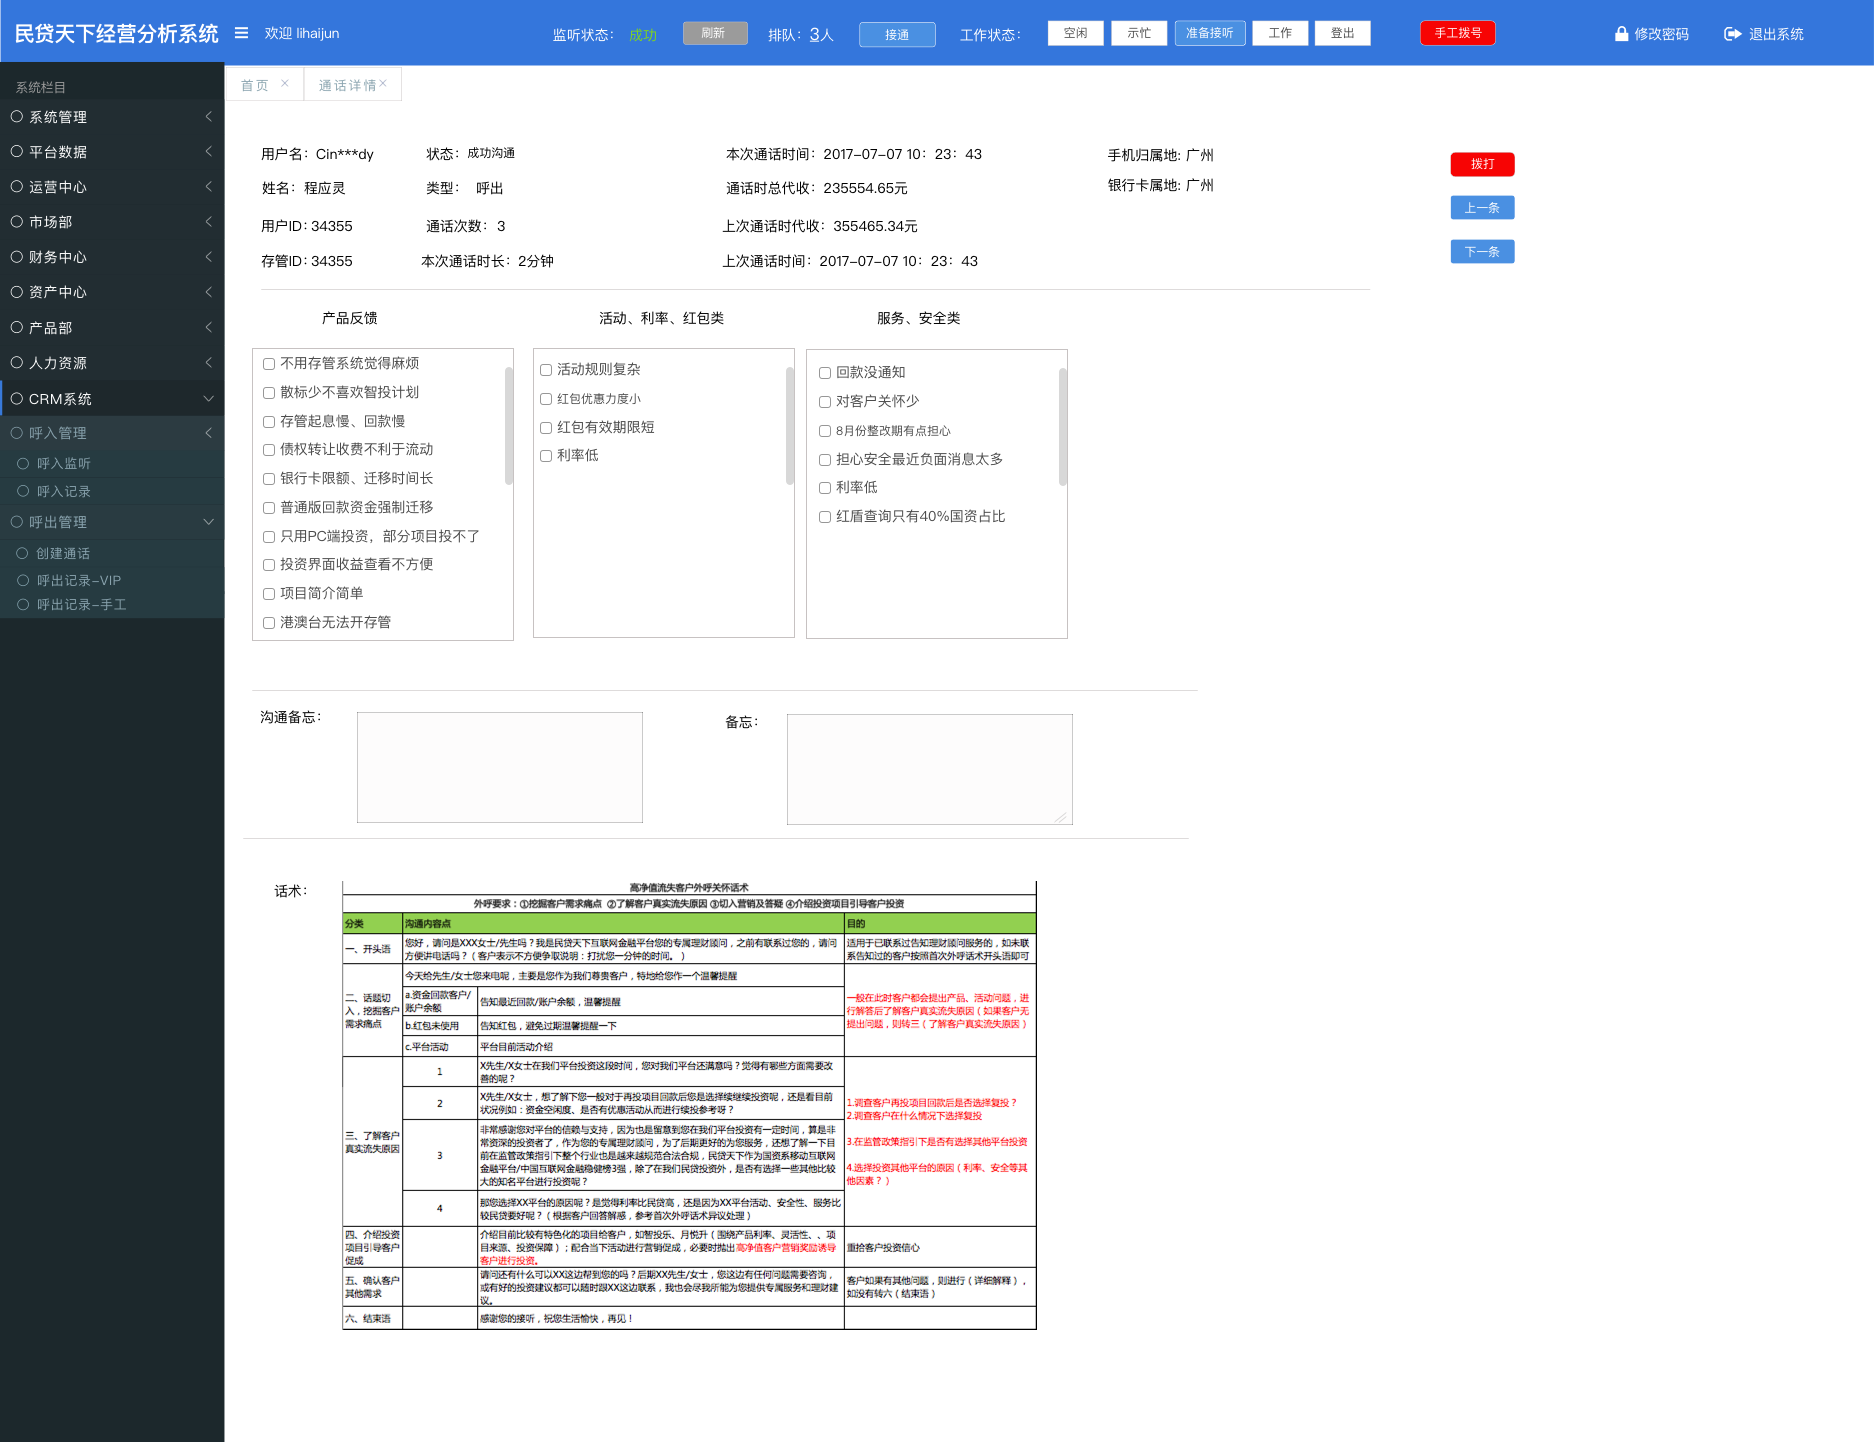 民贷天下经营分析系统
欢迎 lihaijun
监听状态： 成功
刷新
排队：3人
接通
工作状态：
空闲
示忙
准备接听
工作
登出
手工拨号
修改密码
退出系统
系统栏目
系统管理
平台数据
运营中心
市场部
财务中心
资产中心
产品部
人力资源
CRM系统
呼入管理
呼入监听
呼入记录
呼出管理
创建通话
呼出记录-VIP
呼出记录-手工
首页 ×
通话详情×
用户名：Cin***dy
状态：成功沟通
本次通话时间：2017-07-07 10：23：43
手机归属地: 广州
拨打
姓名：程应灵
类型： 呼出
通话时总代收：235554.65元
银行卡属地: 广州
上一条
用户ID: 34355
通话次数：3
上次通话时代收：355465.34元
下一条
存管ID: 34355
本次通话时长：2分钟
上次通话时间：2017-07-07 10：23：43
产品反馈
不用存管系统觉得麻烦
散标少不喜欢智投计划
存管起息慢、回款慢
债权转让收费不利于流动
银行卡限额、迁移时间长
普通版回款资金强制迁移
只用PC端投资，部分项目投不了
投资界面收益查看不方便
项目简介简单
港澳台无法开存管
活动、利率、红包类
活动规则复杂
红包优惠力度小
红包有效期限短
利率低
服务、安全类
回款没通知
对客户关怀少
8月份整改期有点担心
担心安全最近负面消息太多
利率低
红盾查询只有40%国资占比
沟通备忘：
备忘：
话术：
高净值流失客户外呼关怀话术
外呼要求：①挖掘客户需求痛点 ②了解客户真实流失原因 ③切入营销及答疑 ④介绍投资项目引导客户投资
分类
沟通内容点
目的
一、开头语
您好，请问是XXX女士/先生吗？我是民贷天下互联网金融平台您的专属理财顾问，之前有联系过您的，请问
方便讲电话吗？（客户表示不方便争取说明：打扰您一分钟的时间。）
适用于已联系过告知理财顾问服务的，如未联
系告知过的客户按照首次外呼话术开头语即可
二、话题切
入，挖掘客户
需求痛点
今天给先生/女士您来电呢，主要是您作为我们尊贵客户，特地给您作一个温馨提醒
a.资金回款客户/
账户余额
告知最近回款/账户余额，温馨提醒
b.红包未使用
告知红包，避免过期温馨提醒一下
c.平台活动
平台目前活动介绍
一般在此时客户都会提出产品、活动问题，进
行解答后了解客户真实流失原因（如果客户无
提出问题，则转三（了解客户真实流失原因）
三、了解客户
真实流失原因
1
X先生/X女士在我们平台投资这段时间，您对我们平台还满意吗？觉得有哪些方面需要改
善的呢？
2
X先生/X女士，想了解下您一般对于再投项目回款后您是选择续继续投资呢，还是看目前
状况例如：资金空闲度、是否有优惠活动从而进行续投参考呀？
3
非常感谢您对平台的信赖与支持，因为也是留意到您在我们平台投资有一定时间，算是非
常资深的投资者了，作为您的专属理财顾问，为了后期更好的为您服务，还想了解一下目
前在监管政策指引下整个行业也是越来越规范合法合规，民贷天下作为国资系移动互联网
金融平台/中国互联网金融稳健榜3强，除了在我们民贷投资外，是否有选择一些其他比较
大的知名平台进行投资呢？
4
那您选择XX平台的原因呢？是觉得利率比民贷高，还是因为XX平台活动、安全性、服务比
较民贷要好呢？（根据客户回答解惑，参考首次外呼话术异议处理）
1.调查客户再投项目回款后是否选择复投？
2.调查客户在什么情况下选择复投
3.在监管政策指引下是否有选择其他平台投资
4.选择投资其他平台的原因（利率、安全等其
他因素？）
四、介绍投资
项目引导客户
促成
介绍目前比较有特色化的项目给客户，如智投乐、月悦升（围绕产品利率、灵活性、、项
目来源、投资保障）；配合当下活动进行营销促成，必要时抛出高净值客户营销奖励诱导
客户进行投资。
重拾客户投资信心
五、确认客户
其他需求
请问还有什么可以XX这边帮到您的吗？后期XX先生/女士，您这边有任何问题需要咨询，
或有好的投资建议都可以随时跟XX这边联系，我也会尽我所能为您提供专属服务和理财建
议。
客户如果有其他问题，则进行（详细解释），
如没有转六（结束语）
六、结束语
感谢您的接听，祝您生活愉快，再见！